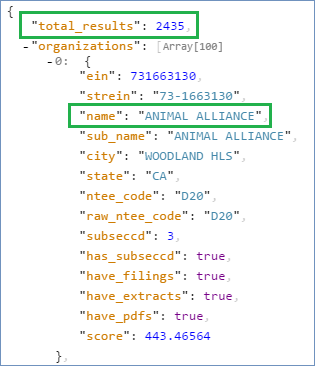 {
"total_results": 2435,
-"organizations": [Array[100]
-0: {
"ein": 731663130,
"strein": "73-1663130",
"name": "ANIMAL ALLIANCE",
"sub_name": "ANIMAL ALLIANCE",
"city": "WOODLAND HLS",
"state": "CA",
"ntee_code": "D20",
"raw_ntee_code": "D20",
"subseccd": 3,
"has_subseccd": true,
"have_filings": true,
"have_extracts": true,
"have_pdfs": true,
"score": 443.46564
},